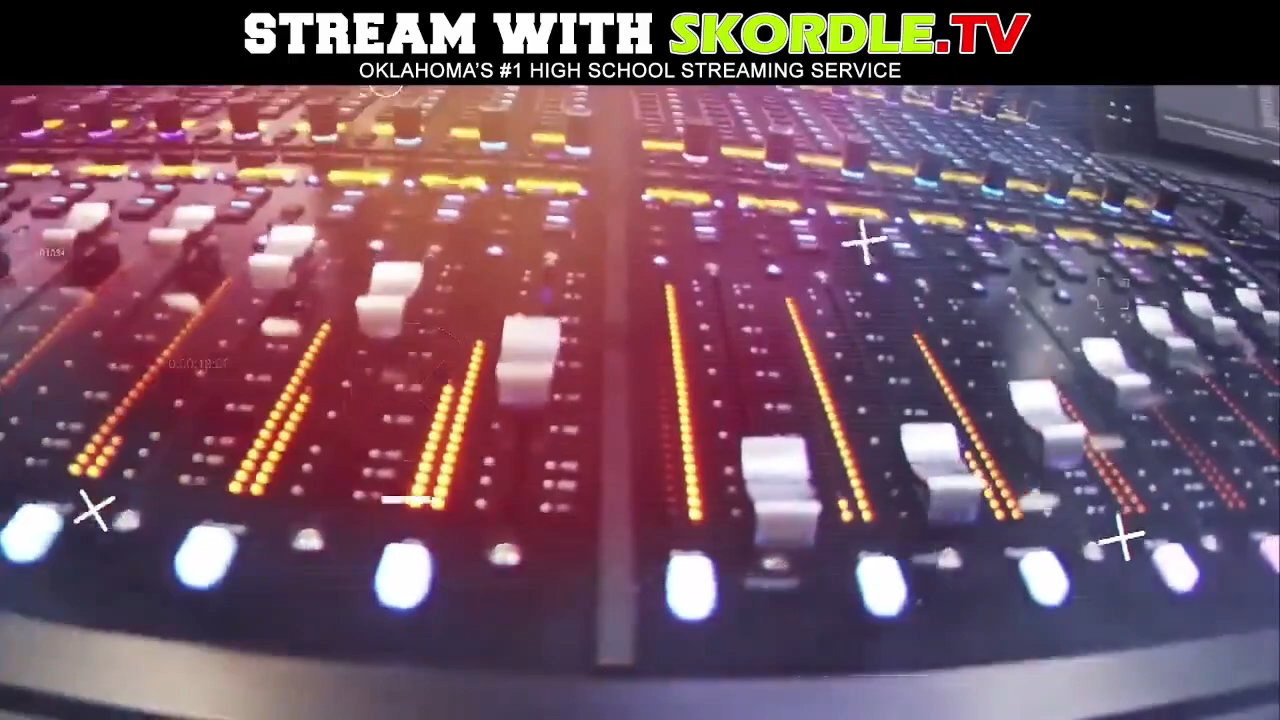 STREAM WITH SKORDLE.TV
OKLAHOMA'S #1 HIGH SCHOOL STREAMING SERVICE